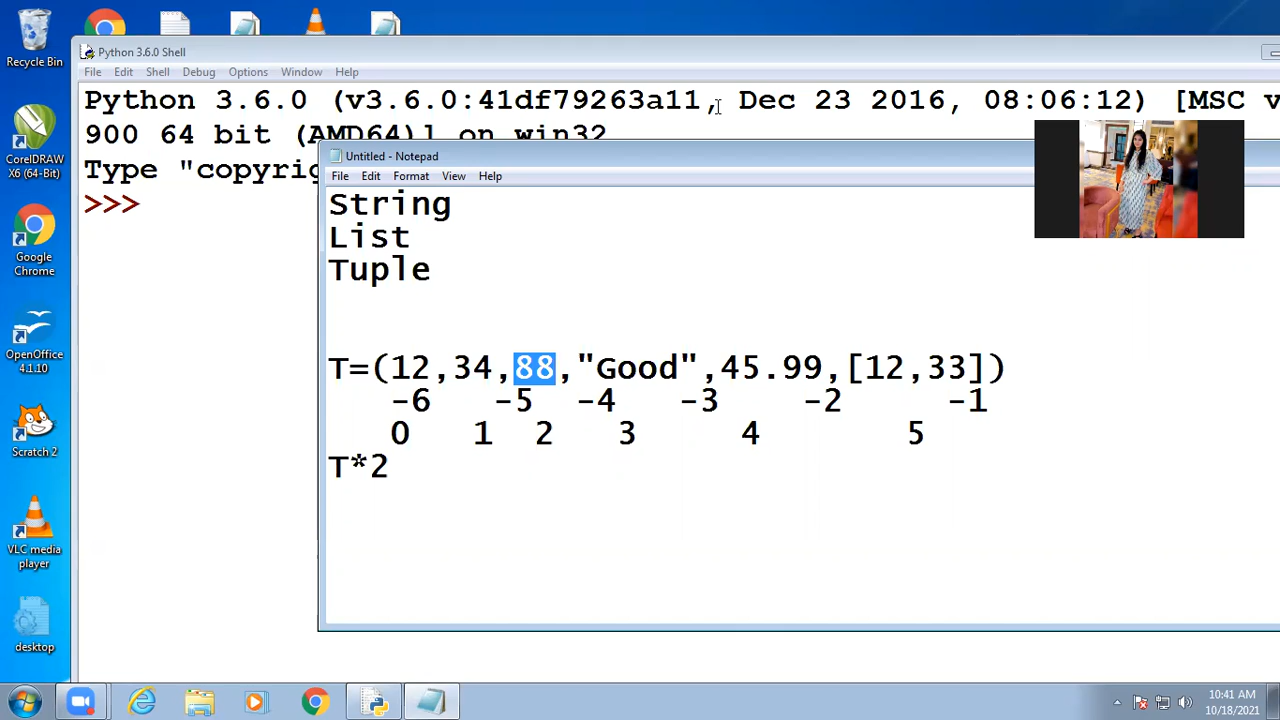 Recycle Bin
CorelDRAW
X6 (64-Bit)
Google
Chrome
OpenOffice
4.1.10
Scratch 2
VLC media
player
desktop
Python 3.6.0 Shell
File Edit Shell Debug Options Window Help
Python 3.6.0 (v3.6.0:41df79263a11, Dec 23 2016, 08:06:12) [MSC v
900 64 bit (AMD64)] on win32
Type "copyrig
>>>
Untitled - Notepad
File Edit Format View Help
String
List
Tuple
T=(12,34,88,"Good",45.99,[12,33])
-6 -5 -4 -3 -2 -1
0 1 2 3 4 5
T*2
10:41 AM
10/18/2021